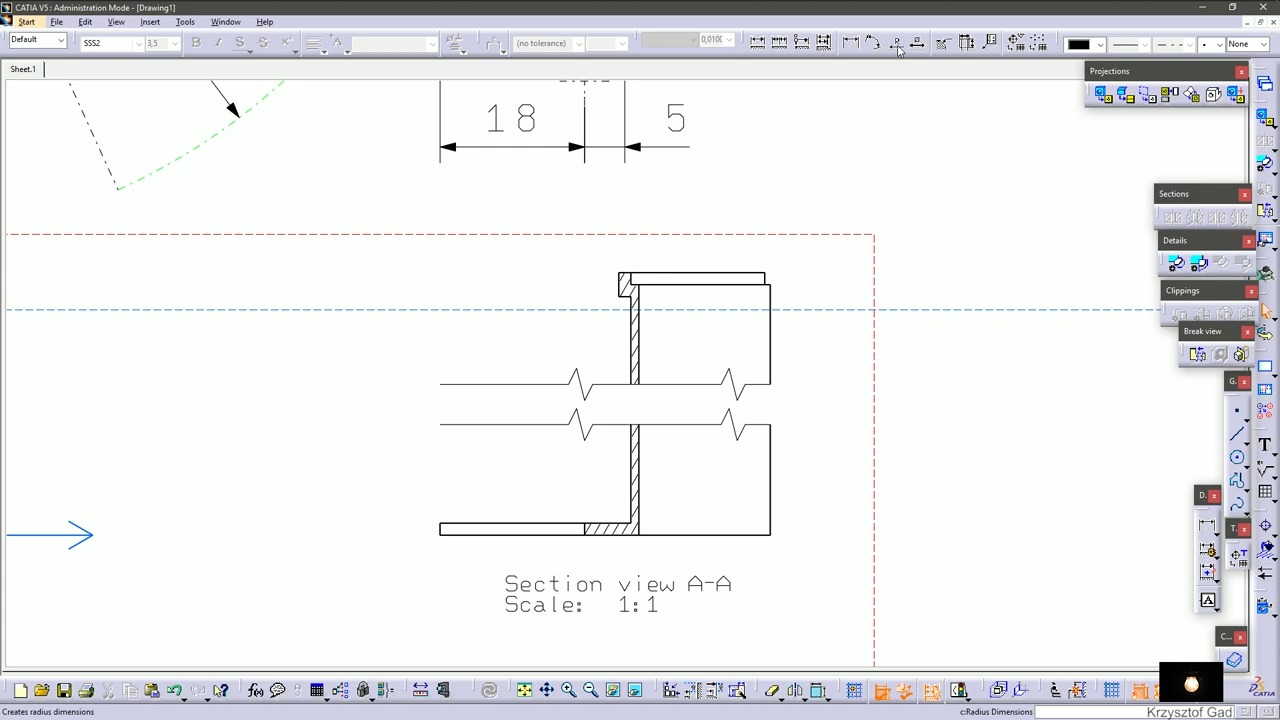 CATIA V5 : Administration Mode - [Drawing1]
Start File Edit View Insert Tools Window Help
Default SSS2 3,5 B I S S (no tolerance) 0,010( None
Sheet.1
Projections
18 5
Sections
Details
Clippings
Break view
G.
D.
T.
C...
Section view A-A
Scale: 1:1
Creates radius dimensions
c:Radius Dimensions
CATIA
Krzysztof Gad